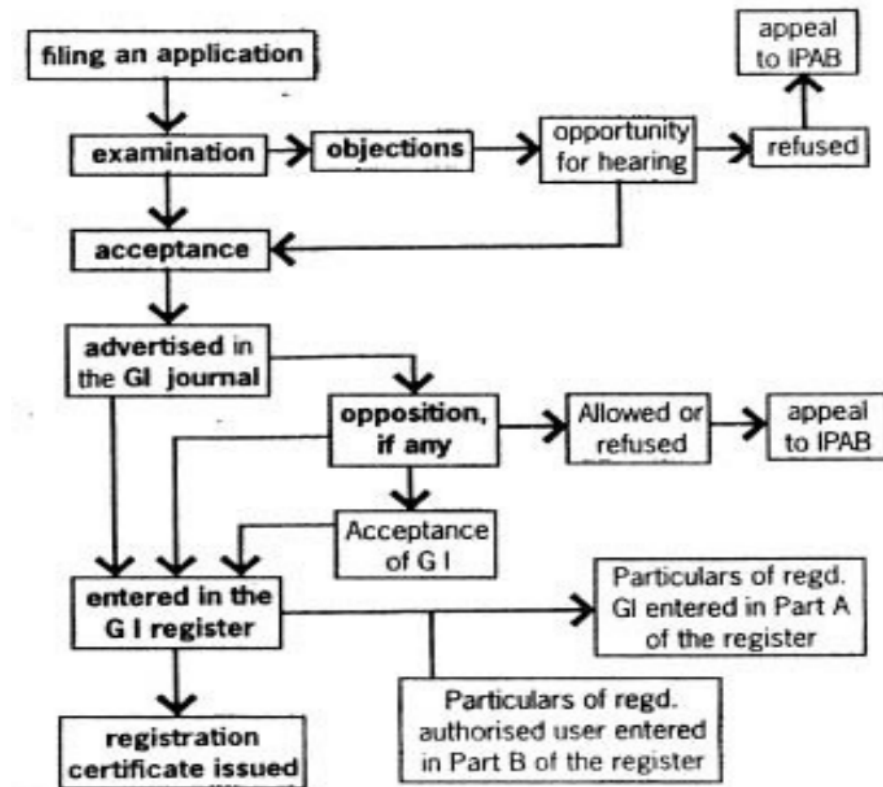 filing an application
appeal
to IPAB
examination
objections
opportunity
for hearing
refused
acceptance
advertised in
the GI journal
opposition,
if any
Allowed or
refused
appeal
to IPAB
Acceptance
of G I
entered in the
G I register
Particulars of regd.
GI entered in Part A
of the register
Particulars of regd.
authorised user entered
in Part B of the register
registration
certificate issued